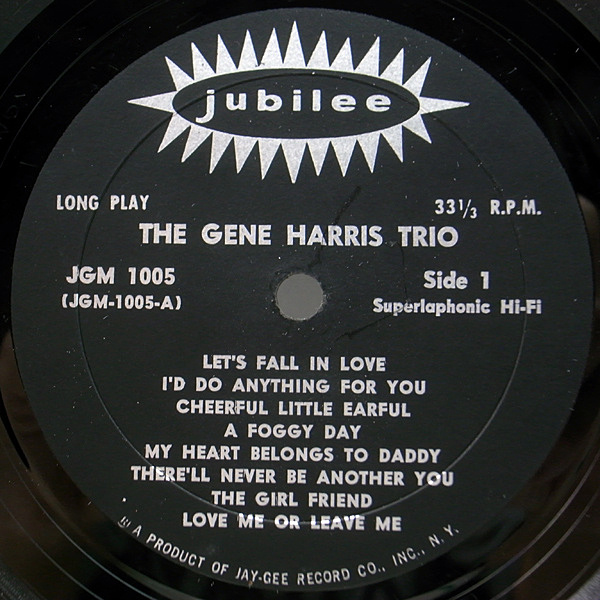 jubilee
LONG PLAY
33 1/3 R.P.M.
THE GENE HARRIS TRIO
JGM 1005
(JGM-1005-A)
Side 1
Superlaphonic Hi-Fi
LET'S FALL IN LOVE
I'D DO ANYTHING FOR YOU
CHEERFUL LITTLE EARFUL
A FOGGY DAY
MY HEART BELONGS TO DADDY
THERE'LL NEVER BE ANOTHER YOU
THE GIRL FRIEND
LOVE ME OR LEAVE ME
A PRODUCT OF JAY-GEE RECORD CO., INC., N. Y.